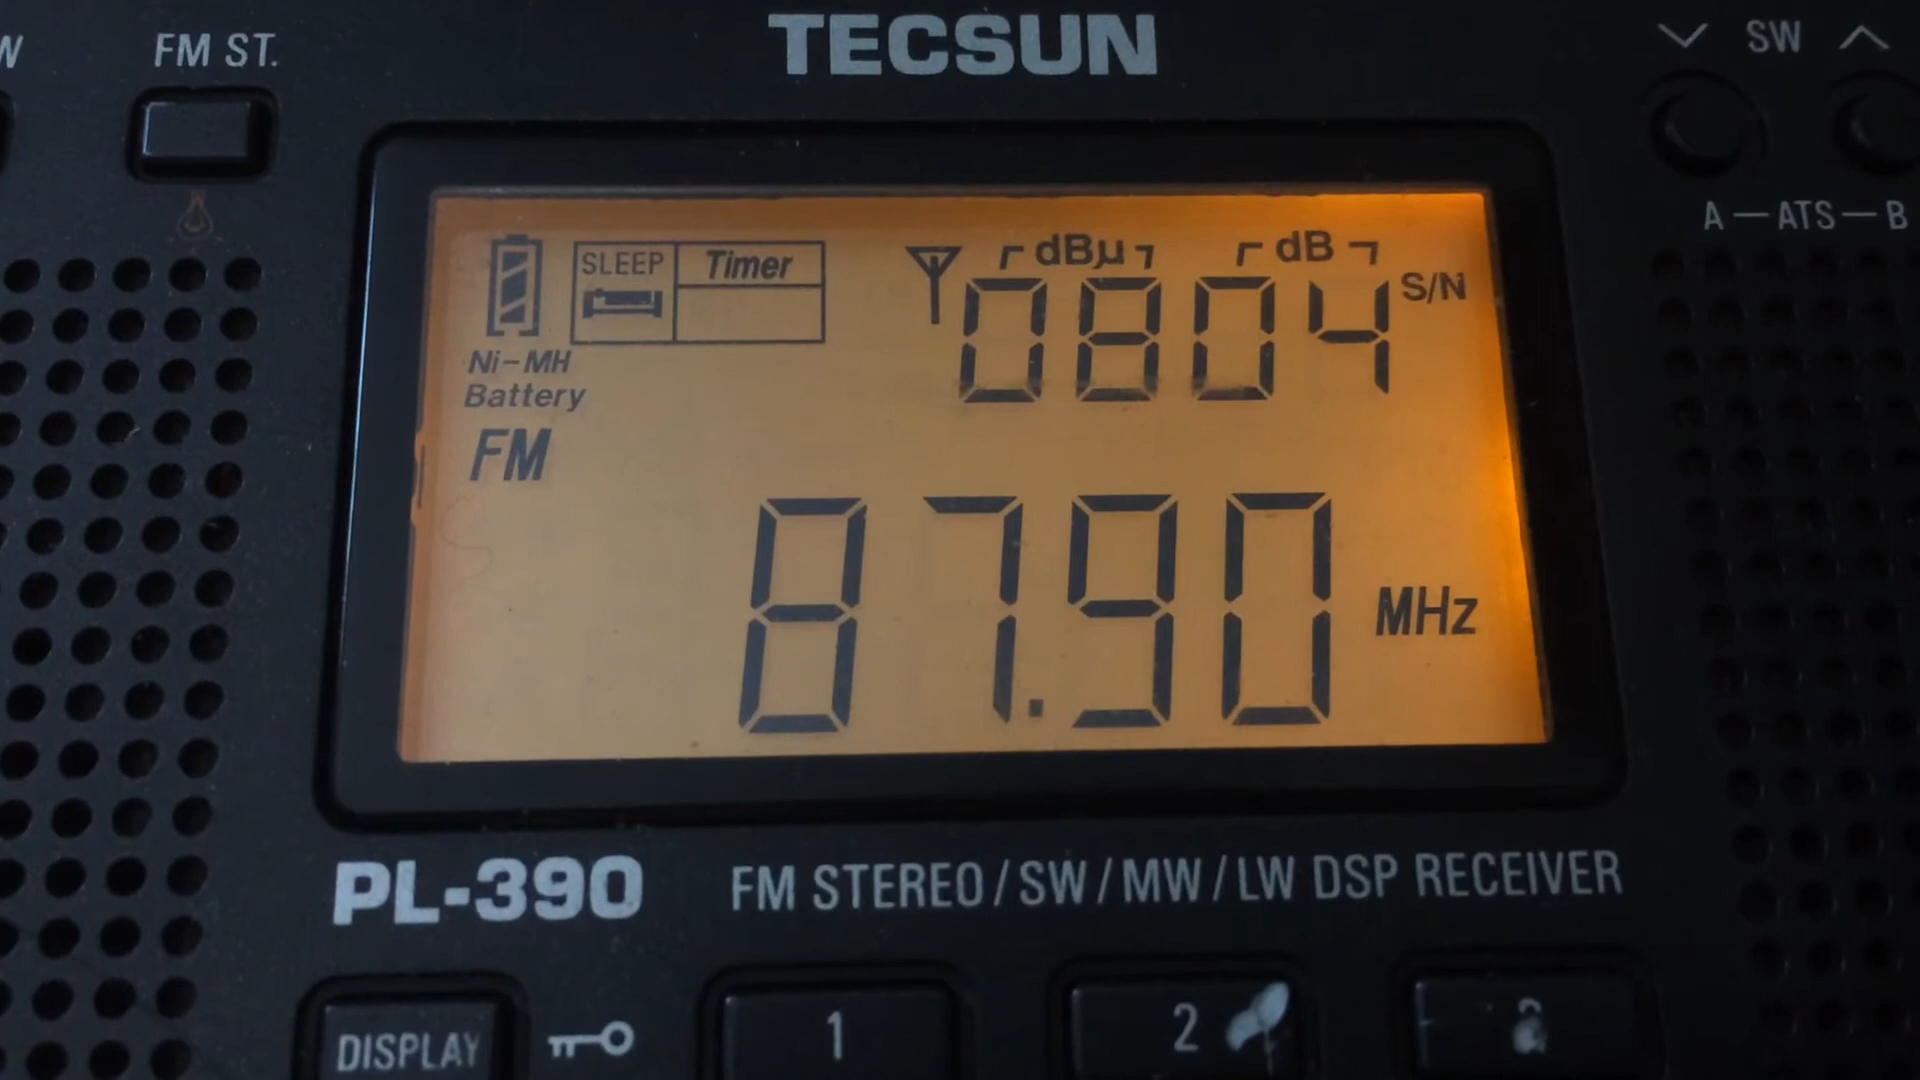 W
FM ST.
TECSUN
SW
A—ATS—B
SLEEP
Timer
dBµ
dB
0804
S/N
Ni-MH
Battery
FM
87.90
MHz
PL-390
FM STEREO/SW/MW/LW DSP RECEIVER
DISPLAY
1
2